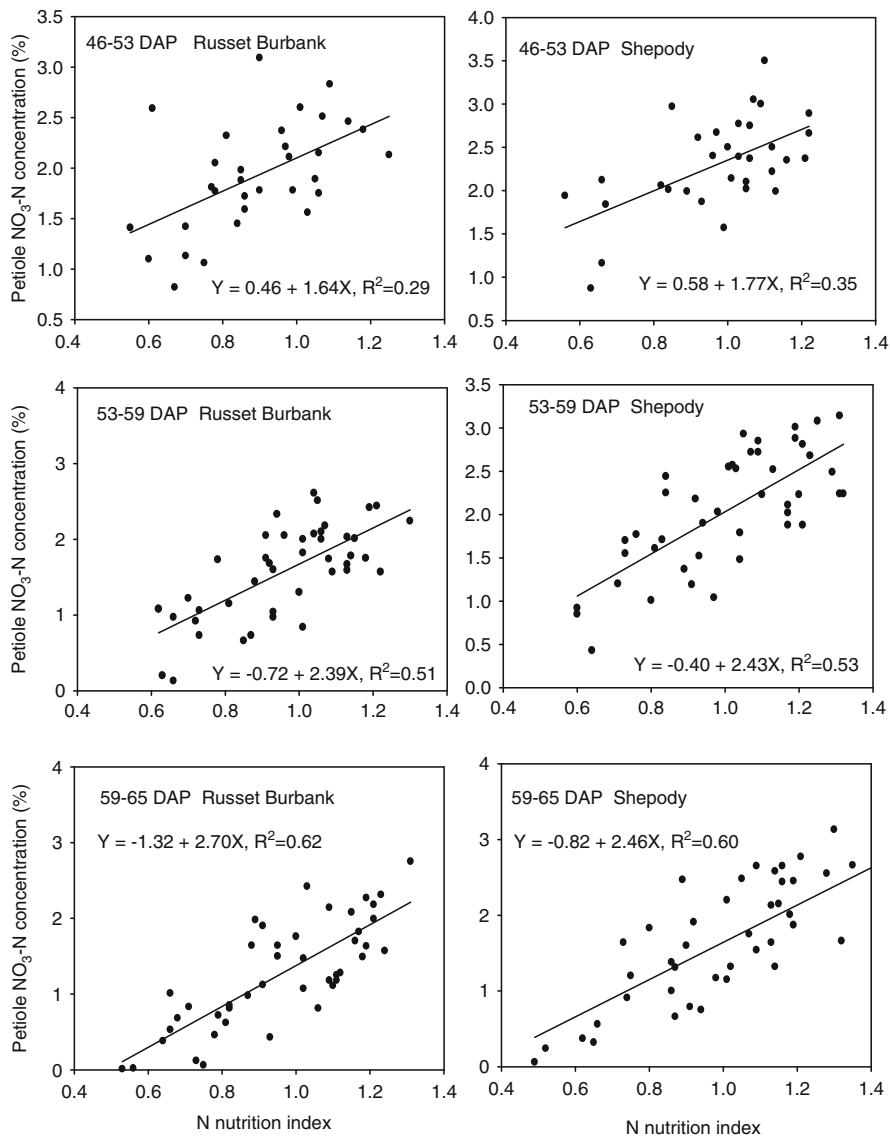 46-53 DAP Russet Burbank
Petiole NO3-N concentration (%)
3.5
3.0
2.5
2.0
1.5
1.0
0.5
Y = 0.46 + 1.64X, R2=0.29
0.4 0.6 0.8 1.0 1.2 1.4
46-53 DAP Shepody
4.0
3.5
3.0
2.5
2.0
1.5
1.0
0.5
0.0
Y = 0.58 + 1.77X, R2=0.35
0.4 0.6 0.8 1.0 1.2 1.4
53-59 DAP Russet Burbank
Petiole NO3-N concentration (%)
4
3
2
1
0
Y = -0.72 + 2.39X, R2=0.51
0.4 0.6 0.8 1.0 1.2 1.4
53-59 DAP Shepody
3.5
3.0
2.5
2.0
1.5
1.0
0.5
0.0
Y = -0.40 + 2.43X, R2=0.53
0.4 0.6 0.8 1.0 1.2 1.4
59-65 DAP Russet Burbank
Y = -1.32 + 2.70X, R2=0.62
Petiole NO3-N concentration (%)
4
3
2
1
0
0.4 0.6 0.8 1.0 1.2 1.4
N nutrition index
59-65 DAP Shepody
Y = -0.82 + 2.46X, R2=0.60
4
3
2
1
0
0.4 0.6 0.8 1.0 1.2 1.4
N nutrition index